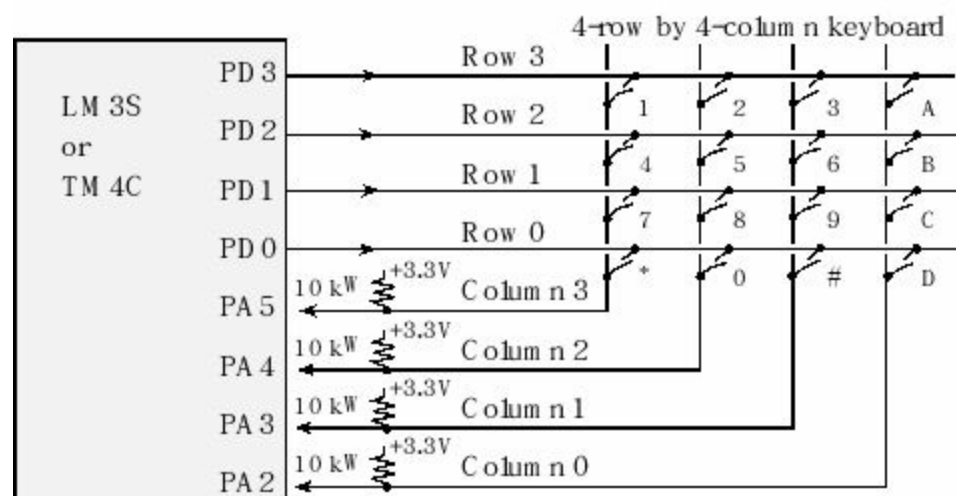 4-row by 4-column keyboard
LM3S
or
TM4C
PD3
Row 3
1 2 3 A
PD2
Row 2
4 5 6 B
PD1
Row 1
7 8 9 C
PD0
Row 0
* 0 # D
+3.3V
10 kW
Column 3
PA5
+3.3V
10 kW
Column 2
PA4
+3.3V
10 kW
Column 1
PA3
+3.3V
10 kW
Column 0
PA2